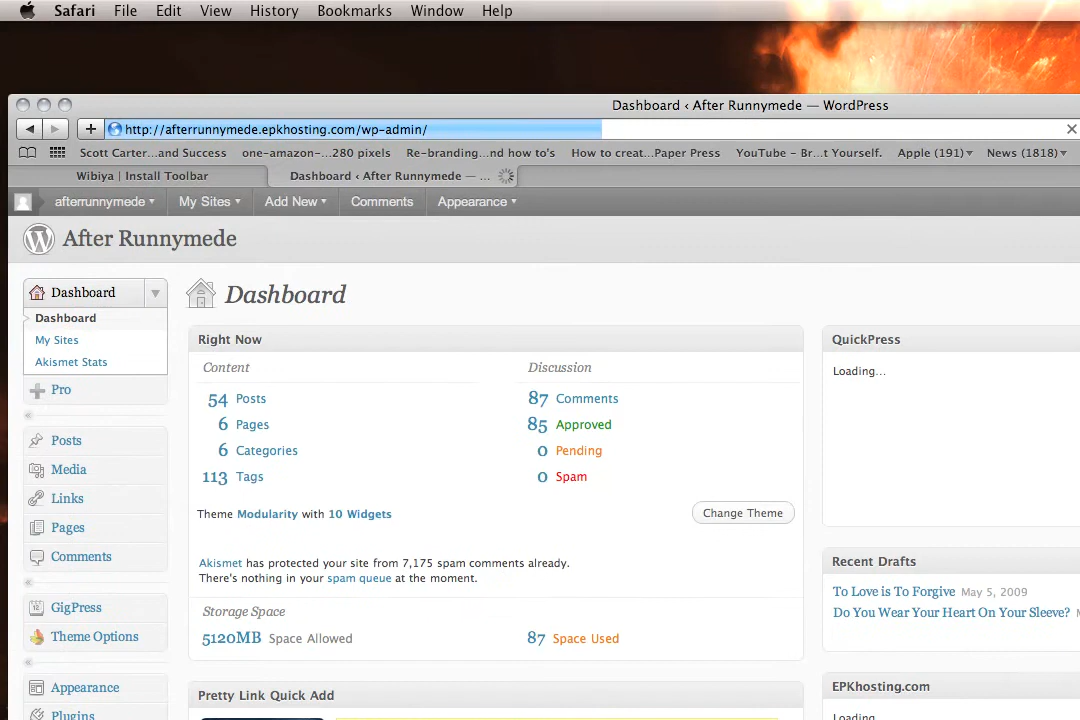 Safari File Edit View History Bookmarks Window Help
Dashboard ‹ After Runnymede — WordPress
http://afterrunnymede.epkhosting.com/wp-admin/
Scott Carter...and Success one-amazon-...280 pixels Re-branding...nd how to's How to creat...Paper Press YouTube - Br...t Yourself. Apple (191) News (1818)
Wibiya | Install Toolbar Dashboard ‹ After Runnymede — ...
afterrunnymede My Sites Add New Comments Appearance
After Runnymede
Dashboard
Dashboard
My Sites
Akismet Stats
Pro
Posts
Media
Links
Pages
Comments
GigPress
Theme Options
Appearance
Plugins
Dashboard
Right Now
Content Discussion
54 Posts 87 Comments
6 Pages 85 Approved
6 Categories 0 Pending
113 Tags 0 Spam
Theme Modularity with 10 Widgets Change Theme
Akismet has protected your site from 7,175 spam comments already.
There's nothing in your spam queue at the moment.
Storage Space
5120MB Space Allowed 87 Space Used
Pretty Link Quick Add
QuickPress
Loading...
Recent Drafts
To Love is To Forgive May 5, 2009
Do You Wear Your Heart On Your Sleeve?
EPKhosting.com
Loading